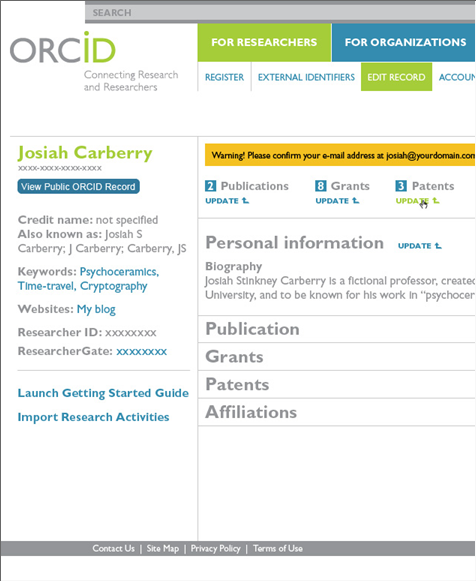 SEARCH
ORCID
Connecting Research
and Researchers
FOR RESEARCHERS
FOR ORGANIZATIONS
REGISTER
EXTERNAL IDENTIFIERS
EDIT RECORD
ACCOUN
Josiah Carberry
xxxx-xxxx-xxxx-xxxx
View Public ORCID Record
Credit name: not specified
Also known as: Josiah S
Carberry; J Carberry; Carberry, JS
Keywords: Psychoceramics,
Time-travel, Cryptography
Websites: My blog
Researcher ID: xxxxxxxx
ResearcherGate: xxxxxxxx
Launch Getting Started Guide
Import Research Activities
Warning! Please confirm your e-mail address at josiah@yourdomain.com
2 Publications
UPDATE
8 Grants
UPDATE
3 Patents
UPDATE
Personal information UPDATE
Biography
Josiah Stinkney Carberry is a fictional professor, created
University, and to be known for his work in "psychocer
Publication
Grants
Patents
Affiliations
Contact Us | Site Map | Privacy Policy | Terms of Use